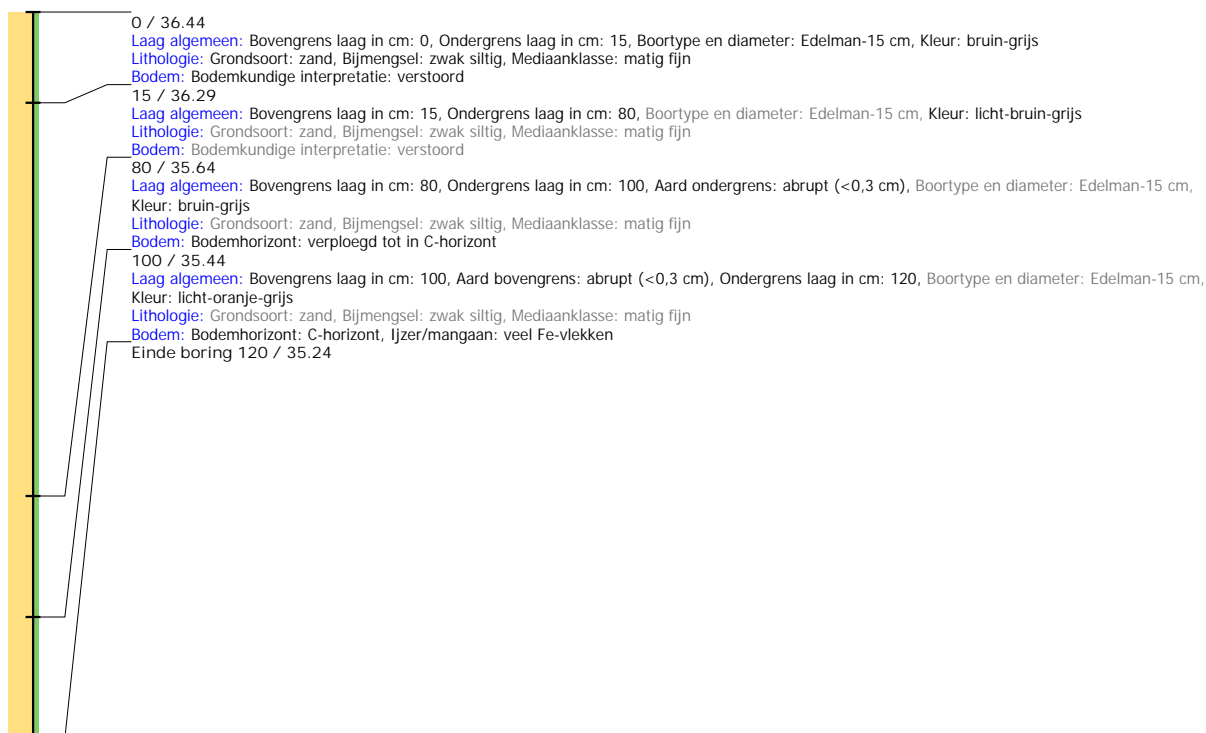 0 / 36.44
Laag algemeen: Bovengrens laag in cm: 0, Ondergrens laag in cm: 15, Boortype en diameter: Edelman-15 cm, Kleur: bruin-grijs
Lithologie: Grondsoort: zand, Bijmengsel: zwak siltig, Mediaanklasse: matig fijn
Bodem: Bodemkundige interpretatie: verstoord
15 / 36.29
Laag algemeen: Bovengrens laag in cm: 15, Ondergrens laag in cm: 80, Boortype en diameter: Edelman-15 cm, Kleur: licht-bruin-grijs
Lithologie: Grondsoort: zand, Bijmengsel: zwak siltig, Mediaanklasse: matig fijn
Bodem: Bodemkundige interpretatie: verstoord
80 / 35.64
Laag algemeen: Bovengrens laag in cm: 80, Ondergrens laag in cm: 100, Aard ondergrens: abrupt (<0,3 cm), Boortype en diameter: Edelman-15 cm,
Kleur: bruin-grijs
Lithologie: Grondsoort: zand, Bijmengsel: zwak siltig, Mediaanklasse: matig fijn
Bodem: Bodemhorizont: verploegd tot in C-horizont
100 / 35.44
Laag algemeen: Bovengrens laag in cm: 100, Aard bovengrens: abrupt (<0,3 cm), Ondergrens laag in cm: 120, Boortype en diameter: Edelman-15 cm,
Kleur: licht-oranje-grijs
Lithologie: Grondsoort: zand, Bijmengsel: zwak siltig, Mediaanklasse: matig fijn
Bodem: Bodemhorizont: C-horizont, Ijzer/mangaan: veel Fe-vlekken
Einde boring 120 / 35.24